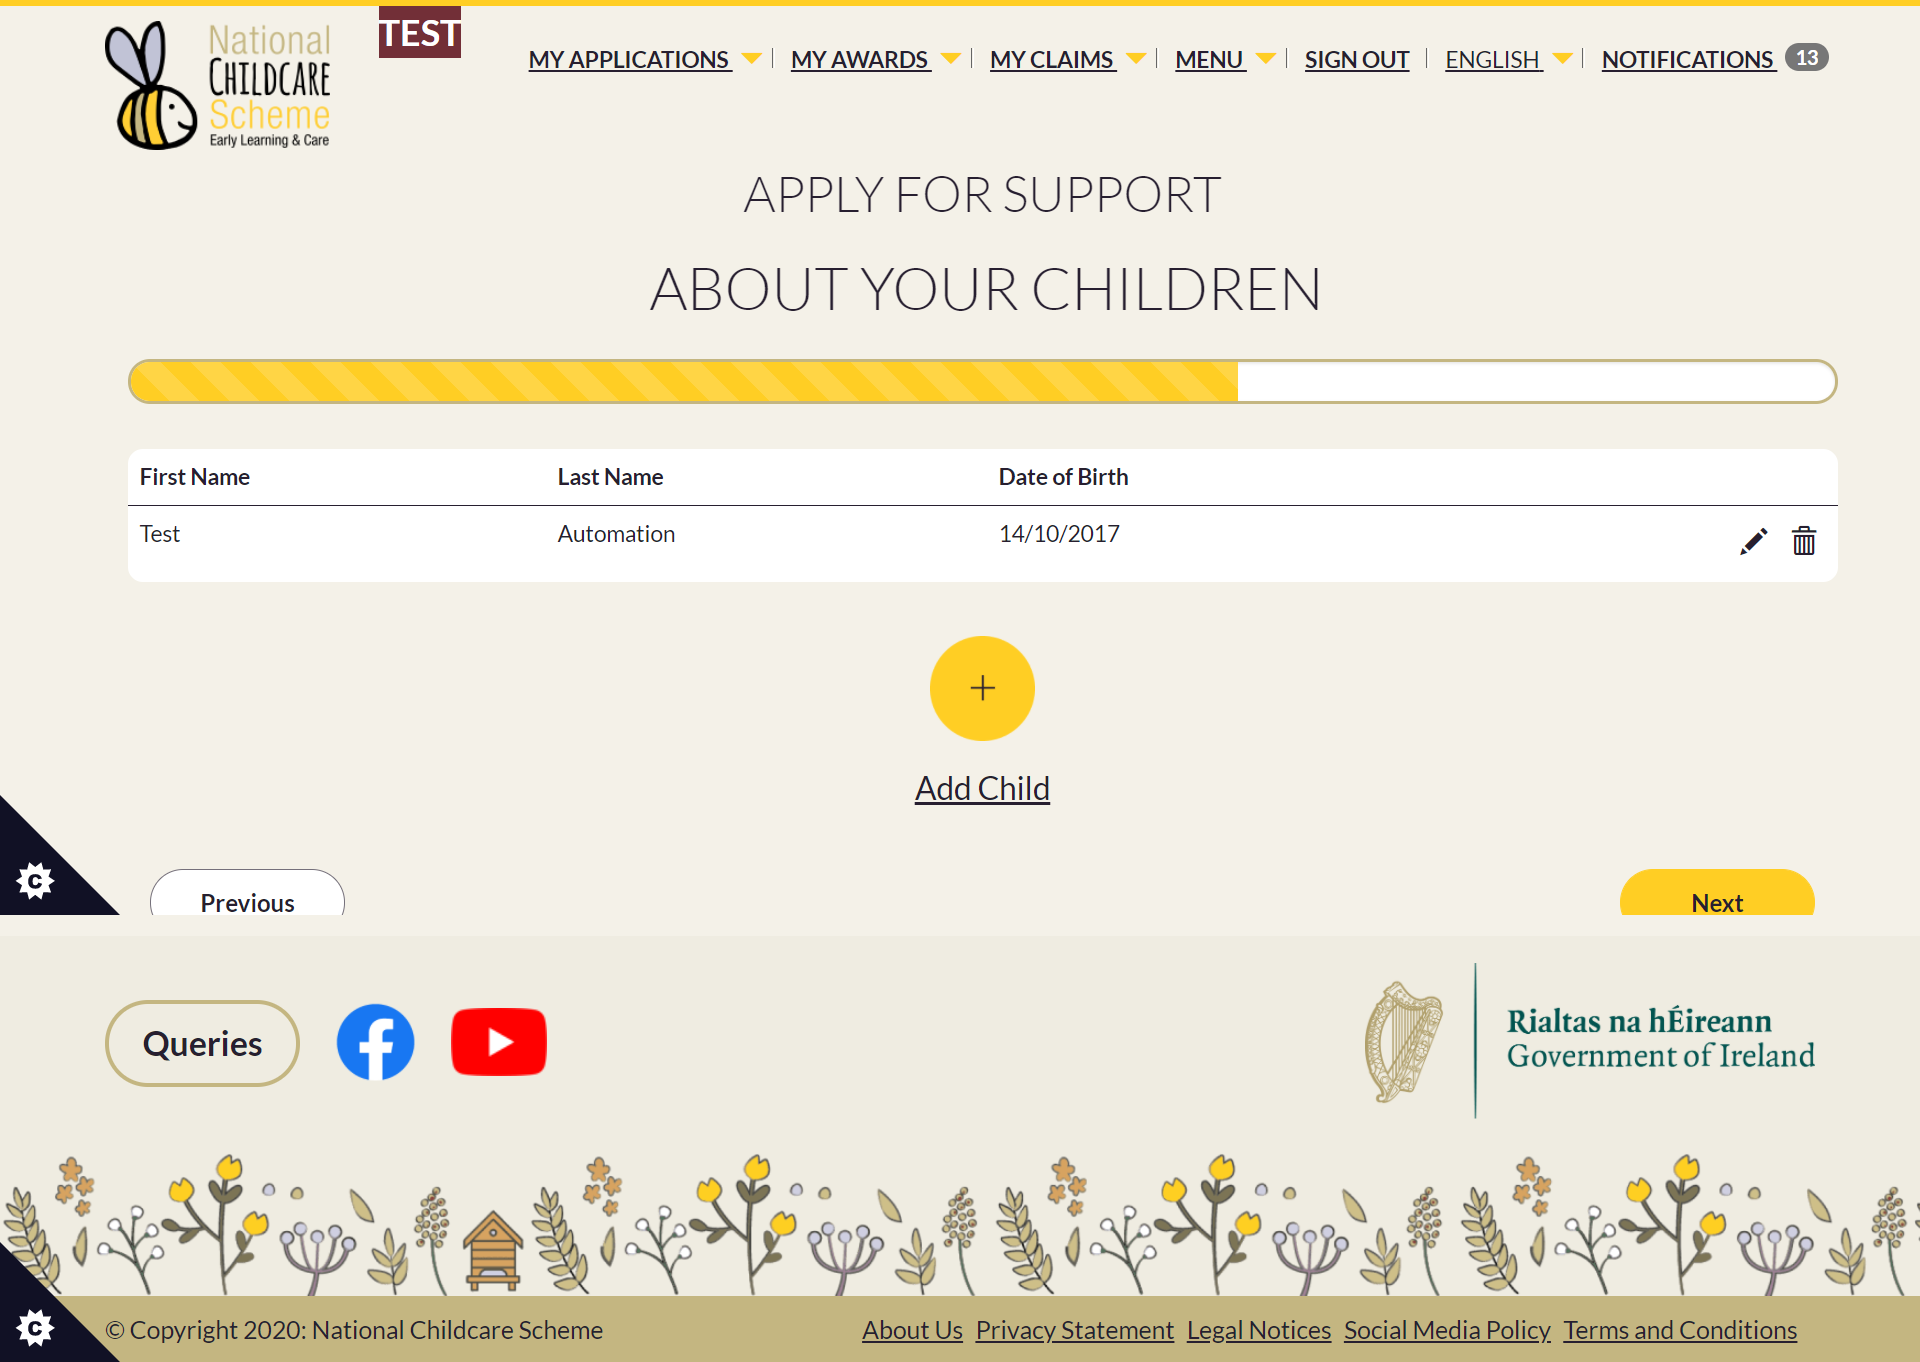 National
CHILDCARE
Scheme
Early Learning & Care
TEST
MY APPLICATIONS MY AWARDS MY CLAIMS MENU SIGN OUT ENGLISH NOTIFICATIONS 13
APPLY FOR SUPPORT
ABOUT YOUR CHILDREN
First Name Last Name Date of Birth
Test Automation 14/10/2017
+
Add Child
C
Previous Next
Queries
Rialtas na hÉireann
Government of Ireland
C
© Copyright 2020: National Childcare Scheme About Us Privacy Statement Legal Notices Social Media Policy Terms and Conditions